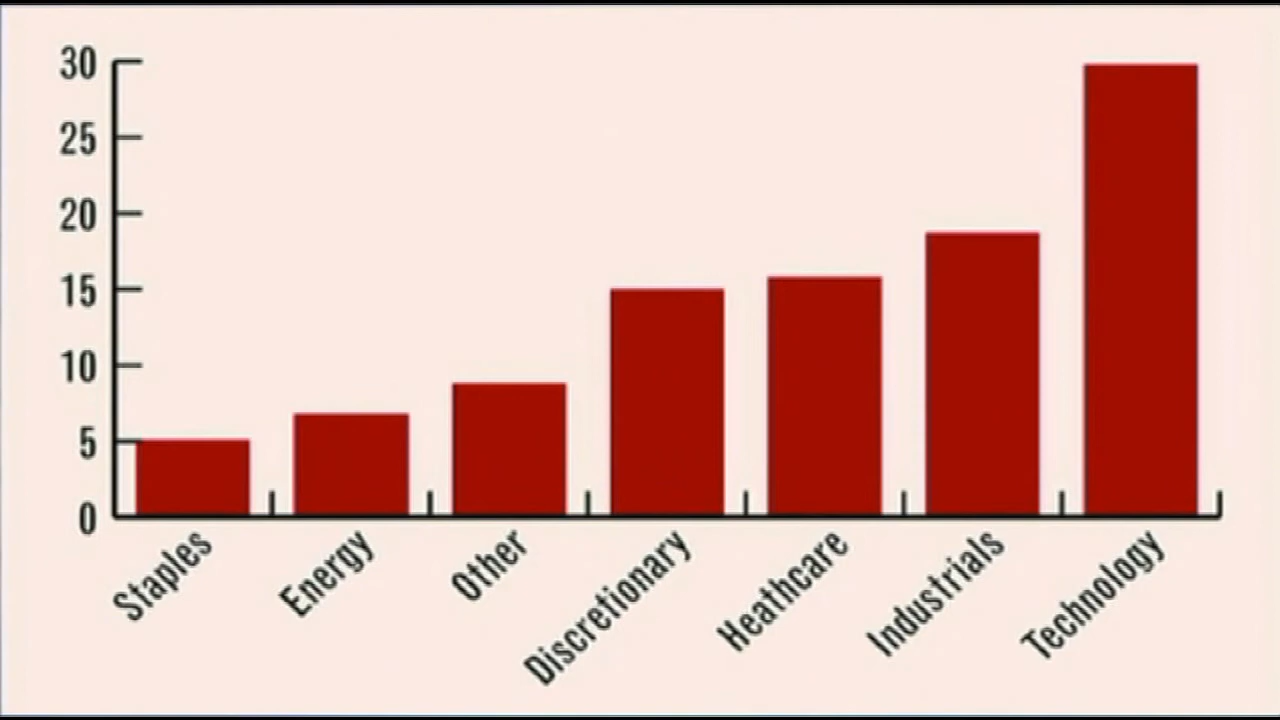 30
25
20
15
10
5
0
Staples
Energy
Other
Discretionary
Heathcare
Industrials
Technology